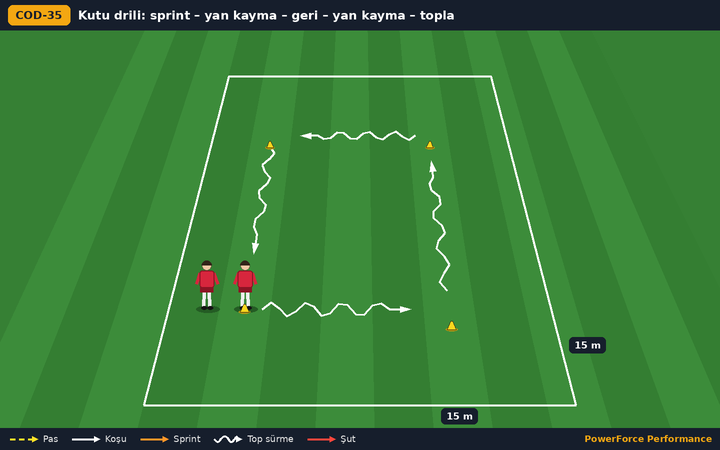 COD-35 Kutu drili: sprint – yan kayma – geri – yan kayma – topla
15 m
15 m
Pas Koşu Sprint Top sürme Şut PowerForce Performance